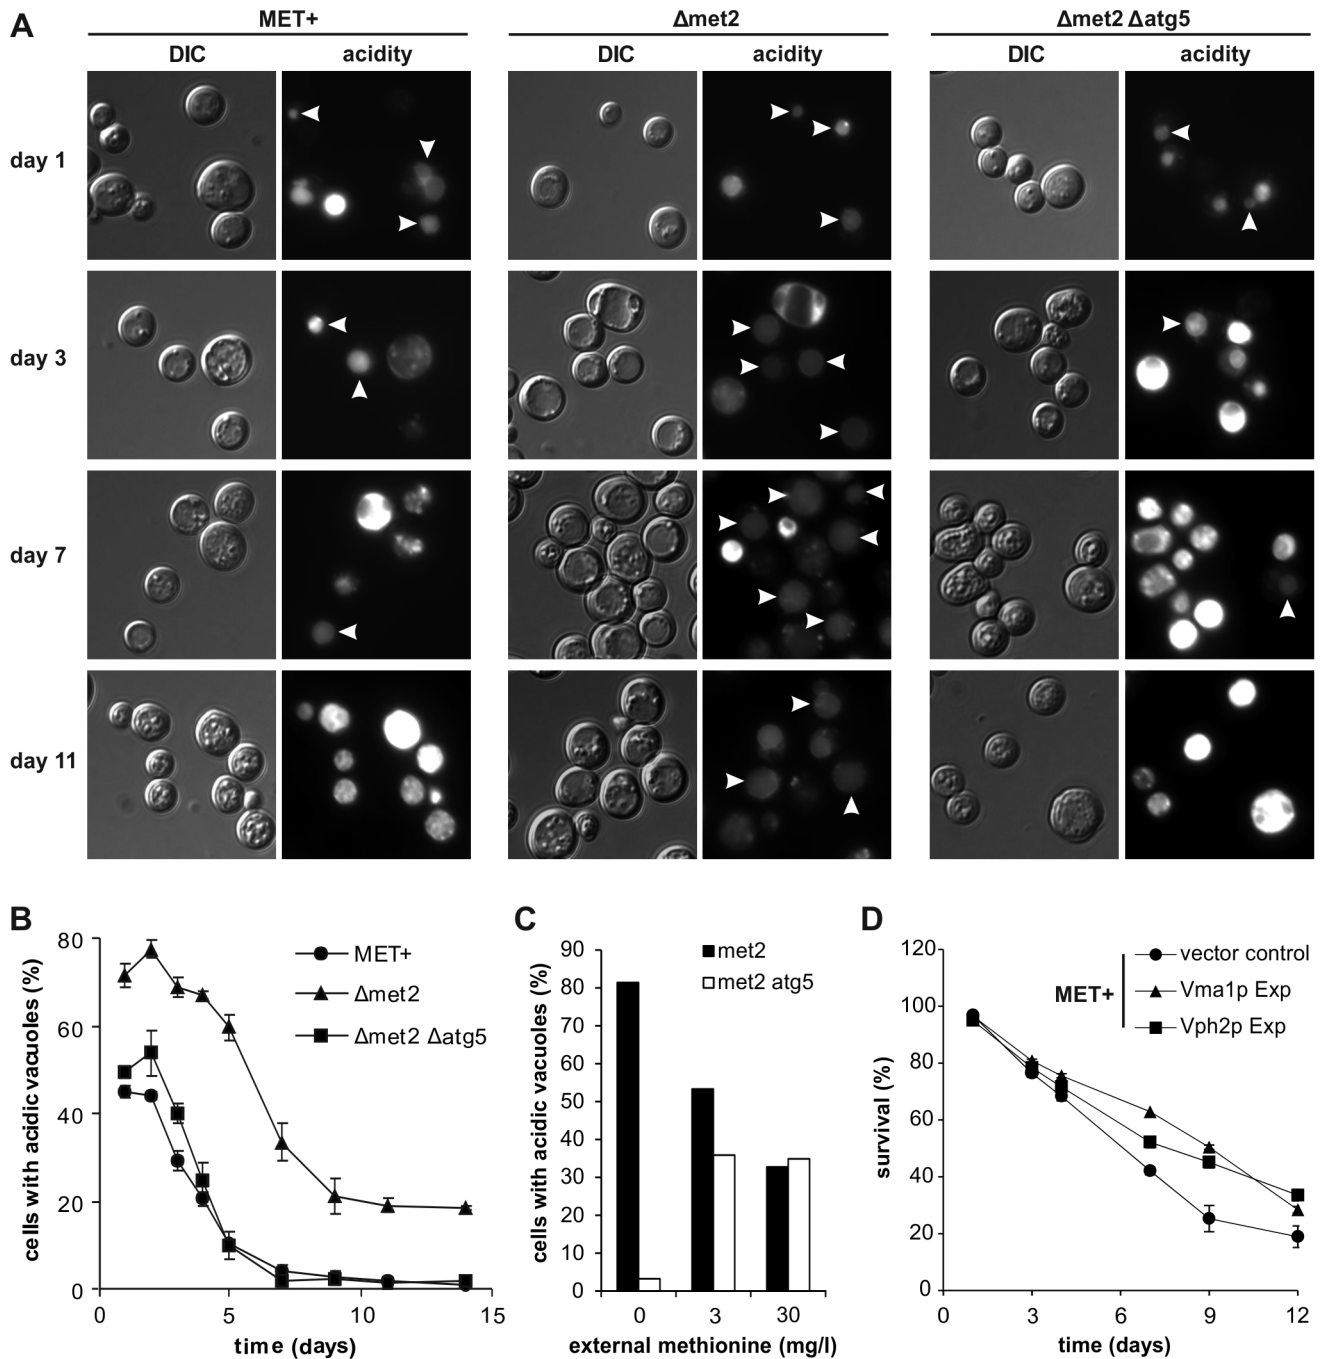 A
MET+
Δmet2
Δmet2 Δatg5
DIC
acidity
DIC
acidity
DIC
acidity
day 1
day 3
day 7
day 11
B
cells with acidic vacuoles (%)
80
60
40
20
0
0
5
10
15
time (days)
MET+
Δmet2
Δmet2 Δatg5
C
cells with acidic vacuoles (%)
90
80
70
60
50
40
30
20
10
0
0
3
30
external methionine (mg/l)
met2
met2 atg5
D
survival (%)
120
100
80
60
40
20
0
0
3
6
9
12
time (days)
MET+
vector control
Vma1p Exp
Vph2p Exp